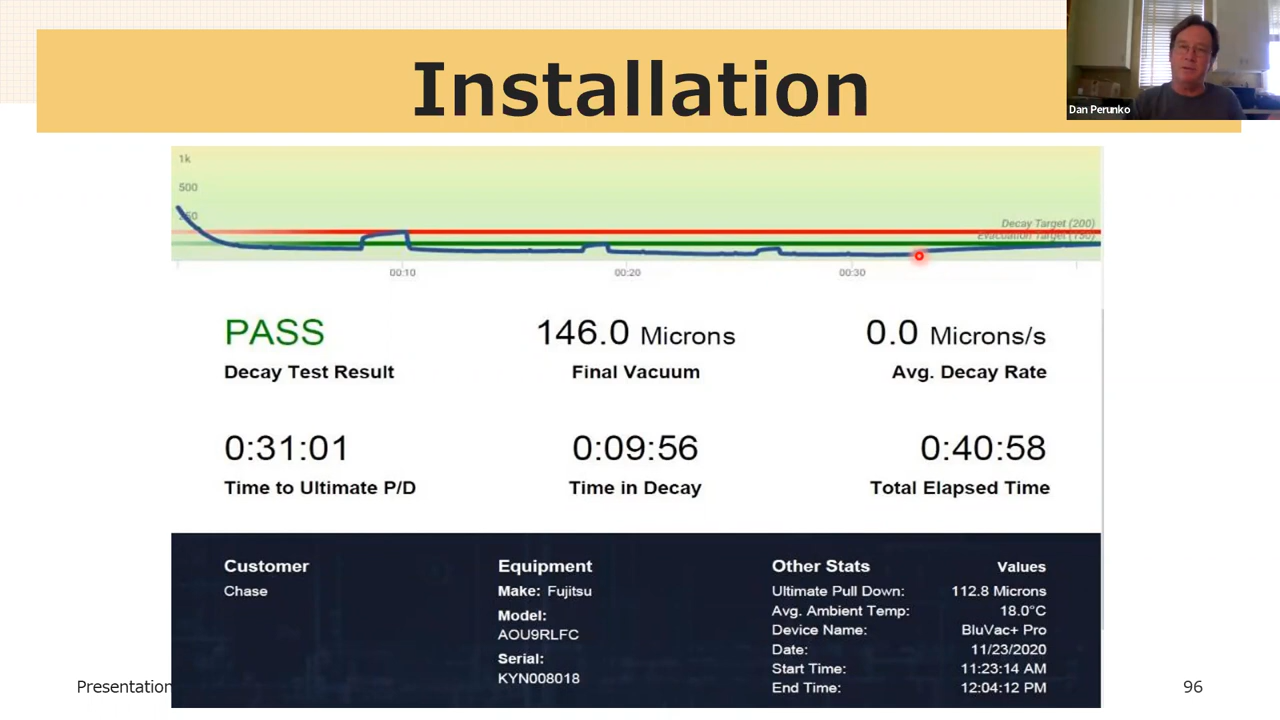 Installation
Dan Perunko
1k
500
250
Decay Target (200)
Evacuation Target (150)
00:10
00:20
00:30
PASS
146.0 Microns
0.0 Microns/s
Decay Test Result
Final Vacuum
Avg. Decay Rate
0:31:01
0:09:56
0:40:58
Time to Ultimate P/D
Time in Decay
Total Elapsed Time
Customer
Chase
Equipment
Make: Fujitsu
Model:
AOU9RLFC
Serial:
KYN008018
Other Stats Values
Ultimate Pull Down: 112.8 Microns
Avg. Ambient Temp: 18.0°C
Device Name: BluVac+ Pro
Date: 11/23/2020
Start Time: 11:23:14 AM
End Time: 12:04:12 PM
Presentation
96